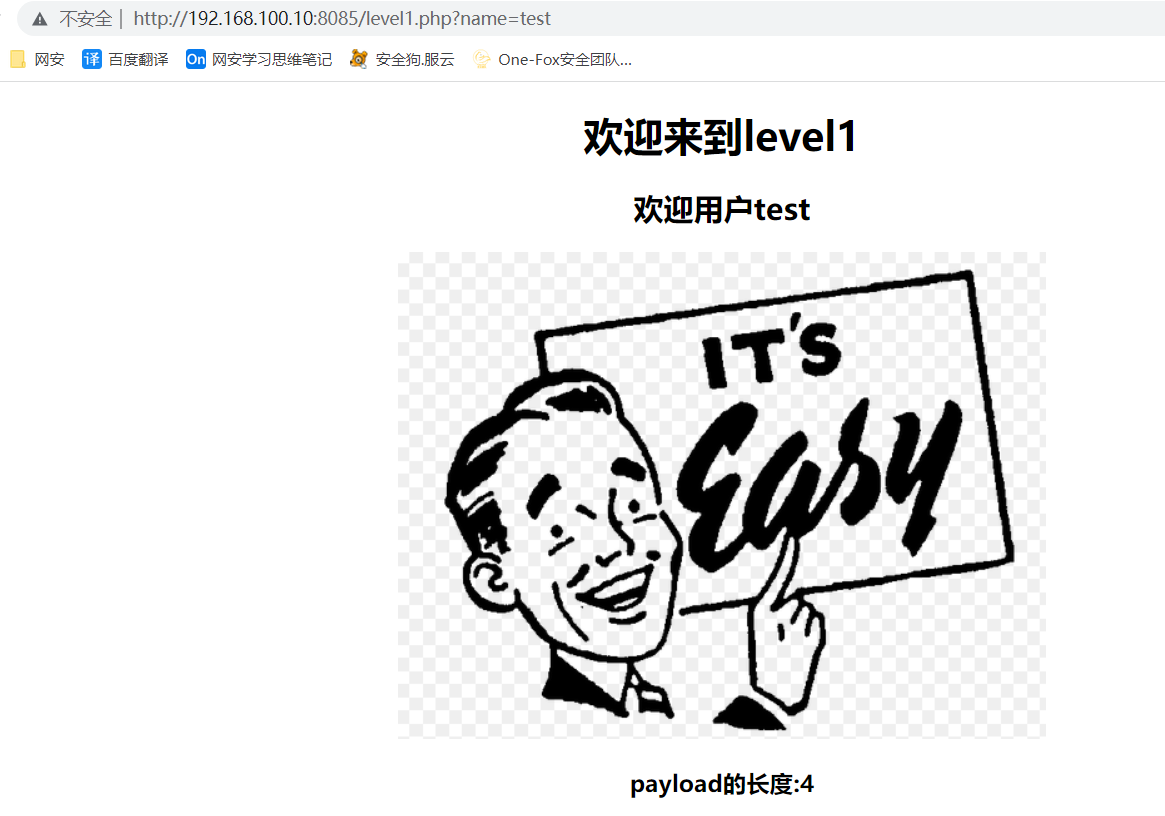 不安全 | http://192.168.100.10:8085/level1.php?name=test
网安 译 百度翻译 On 网安学习思维笔记 安全狗.服云 One-Fox安全团队...
欢迎来到level1
欢迎用户test
IT'S
Easy
payload的长度:4